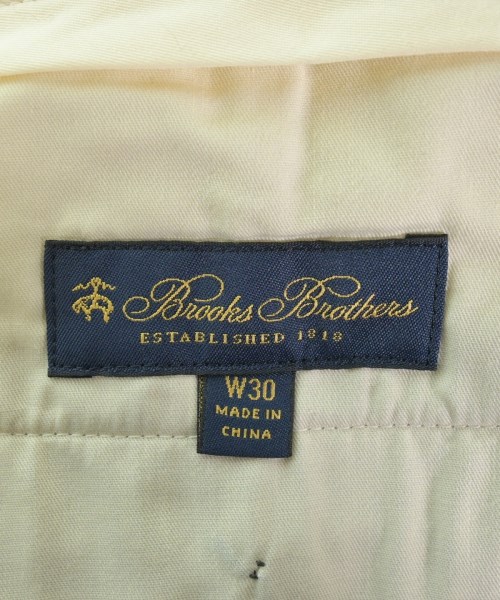 Brooks Brothers
ESTABLISHED 1818
W30
MADE IN
CHINA